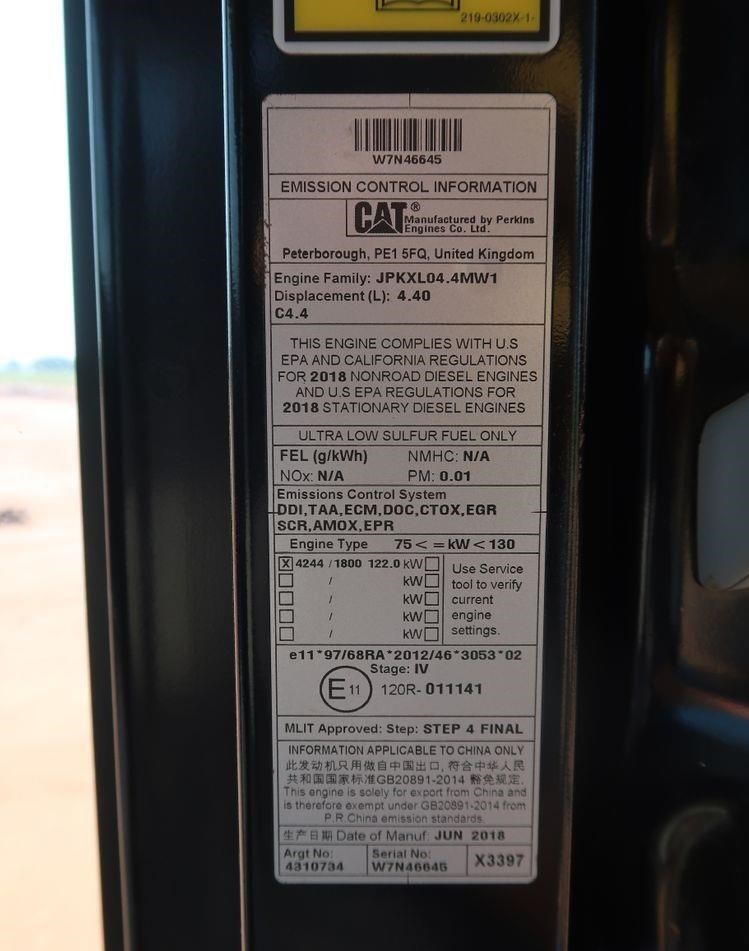 219-0302X-1-
W7N46645
EMISSION CONTROL INFORMATION
CAT® Manufactured by Perkins
Engines Co. Ltd.
Peterborough, PE1 5FQ, United Kingdom
Engine Family: JPKXL04.4MW1
Displacement (L): 4.40
C4.4
THIS ENGINE COMPLIES WITH U.S
EPA AND CALIFORNIA REGULATIONS
FOR 2018 NONROAD DIESEL ENGINES
AND U.S EPA REGULATIONS FOR
2018 STATIONARY DIESEL ENGINES
ULTRA LOW SULFUR FUEL ONLY
FEL (g/kWh) NMHC: N/A
NOx: N/A PM: 0.01
Emissions Control System
DDI,TAA,ECM,DOC,CTOX,EGR
SCR,AMOX,EPR
Engine Type 75 < = kW < 130
X 4244 / 1800 122.0 kW Use Service
/ kW tool to verify
/ kW current
/ kW engine
/ kW settings.
e11*97/68RA*2012/46*3053*02
Stage: IV
E 11 120R- 011141
MLIT Approved: Step: STEP 4 FINAL
INFORMATION APPLICABLE TO CHINA ONLY
此发动机只用做自中国出口, 符合中华人民
共和国国家标准GB20891-2014 豁免规定.
This engine is solely for export from China and
is therefore exempt under GB20891-2014 from
P.R.China emission standards.
生产日期 Date of Manuf: JUN 2018
Argt No: Serial No: X3397
4310734 W7N46645